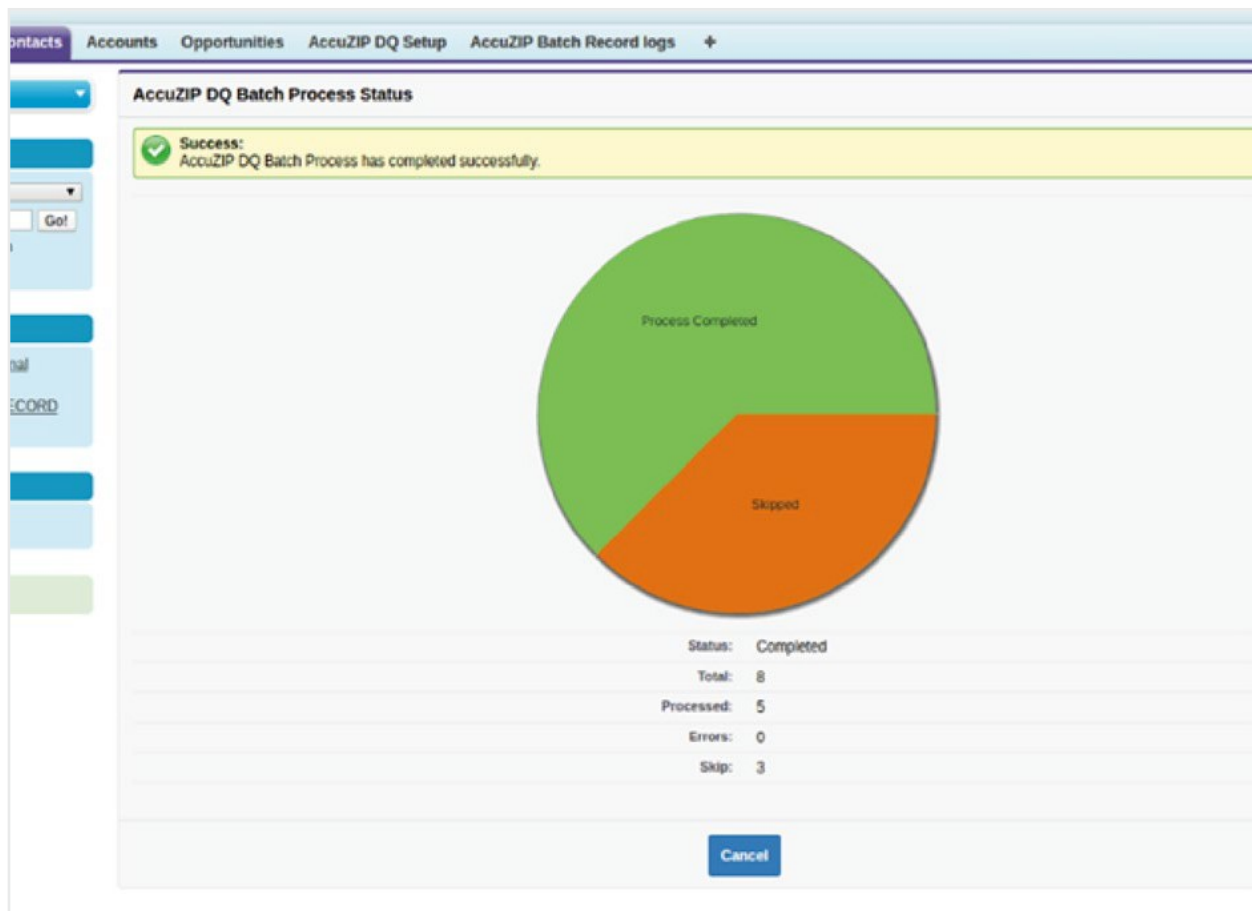 ontacts Accounts Opportunities AccuZIP DQ Setup AccuZIP Batch Record logs +
AccuZIP DQ Batch Process Status
Success:
AccuZIP DQ Batch Process has completed successfully.
Go!
nal
ECORD
Process Completed
Skipped
Status: Completed
Total: 8
Processed: 5
Errors: 0
Skip: 3
Cancel